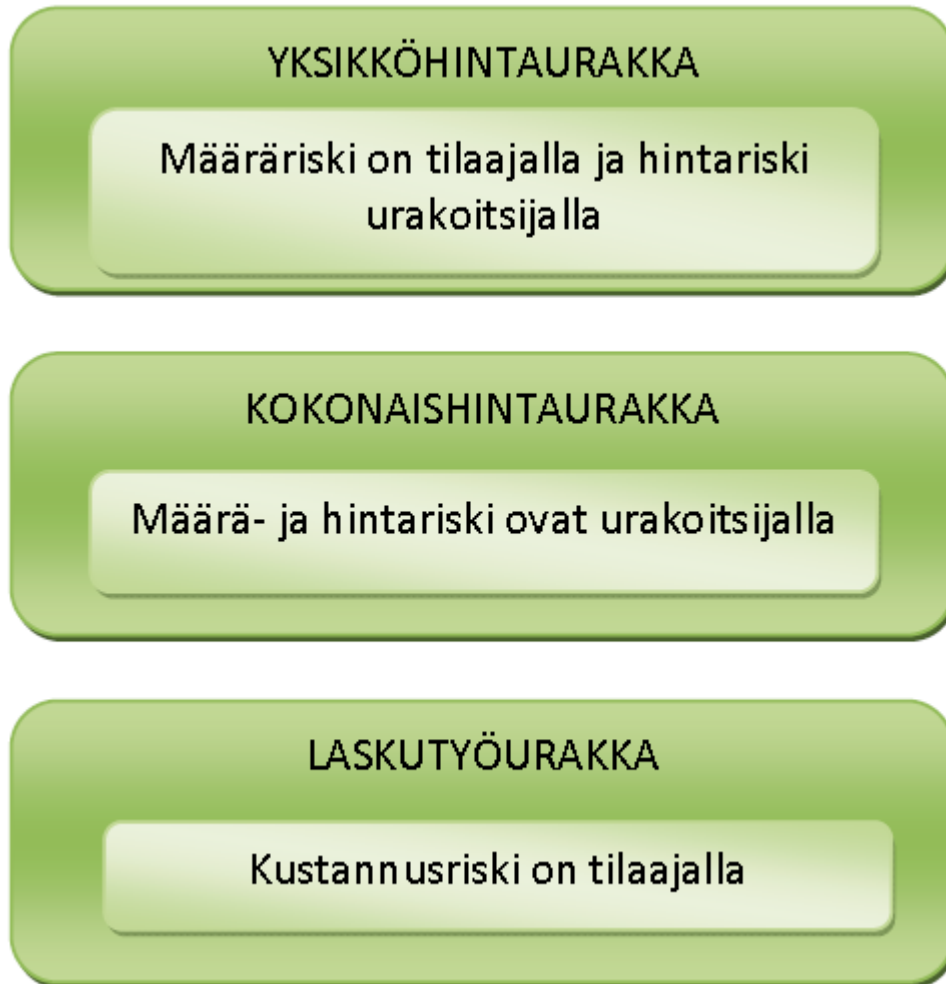 YKSIKKÖHINTAURAKKA
Määräriski on tilaajalla ja hintariski
urakoitsijalla
KOKONAISHINTAURAKKA
Määrä- ja hintariski ovat urakoitsijalla
LASKUTYÖURAKKA
Kustannusriski on tilaajalla